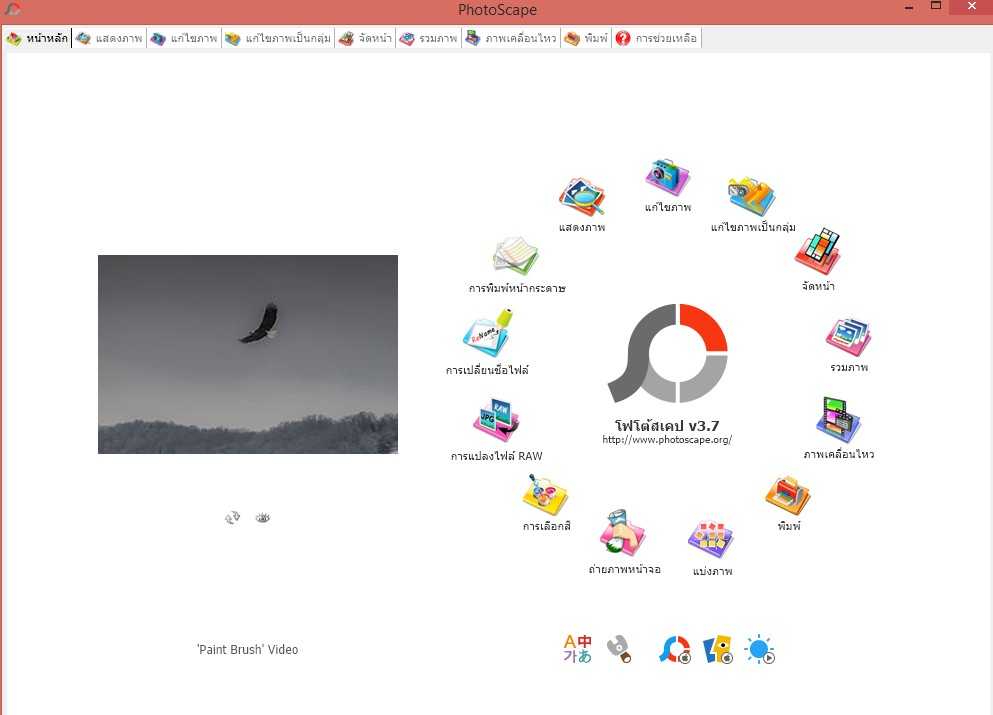 PhotoScape
หน้าหลัก แสดงภาพ แก้ไขภาพ แก้ไขภาพเป็นกลุ่ม จัดหน้า รวมภาพ ภาพเคลื่อนไหว พิมพ์ การช่วยเหลือ
แก้ไขภาพ
แสดงภาพ
แก้ไขภาพเป็นกลุ่ม
การพิมพ์หน้ากระดาษ
จัดหน้า
ReName
การเปลี่ยนชื่อไฟล์
รวมภาพ
RAW
JPG
การแปลงไฟล์ RAW
โฟโต้สเคป v3.7
http://www.photoscape.org/
ภาพเคลื่อนไหว
การเลือกสี
พิมพ์
ถ่ายภาพหน้าจอ
แบ่งภาพ
'Paint Brush' Video
A中
가あ